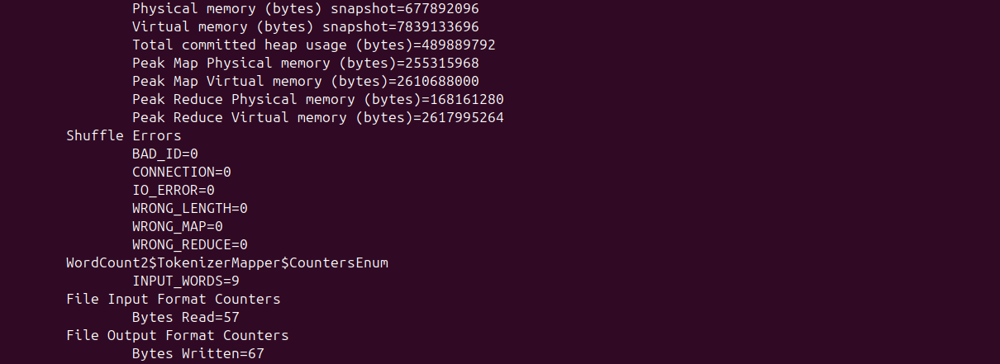 Physical memory (bytes) snapshot=677892096
Virtual memory (bytes) snapshot=7839133696
Total committed heap usage (bytes)=489889792
Peak Map Physical memory (bytes)=255315968
Peak Map Virtual memory (bytes)=2610688000
Peak Reduce Physical memory (bytes)=168161280
Peak Reduce Virtual memory (bytes)=2617995264
Shuffle Errors
BAD_ID=0
CONNECTION=0
IO_ERROR=0
WRONG_LENGTH=0
WRONG_MAP=0
WRONG_REDUCE=0
WordCount2$TokenizerMapper$CountersEnum
INPUT_WORDS=9
File Input Format Counters
Bytes Read=57
File Output Format Counters
Bytes Written=67